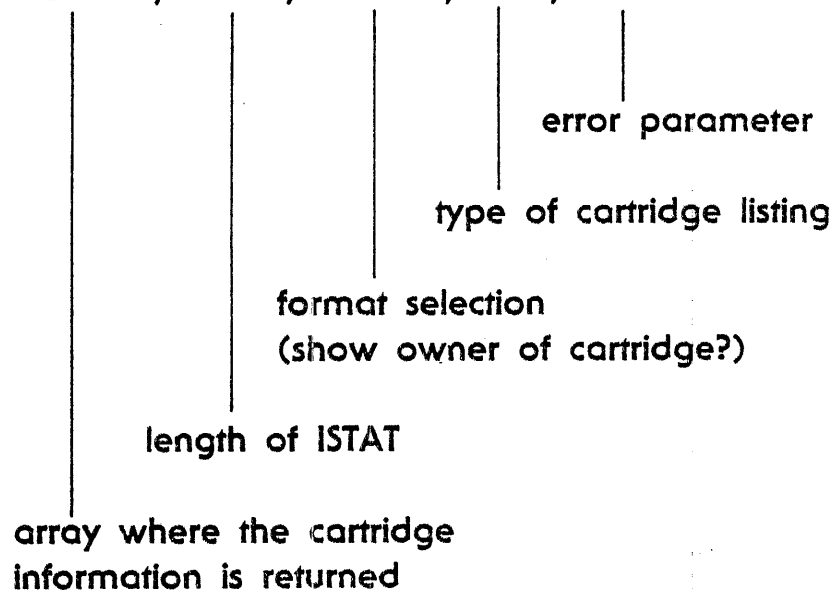 error parameter
type of cartridge listing
format selection
(show owner of cartridge?)
length of ISTAT
array where the cartridge
information is returned